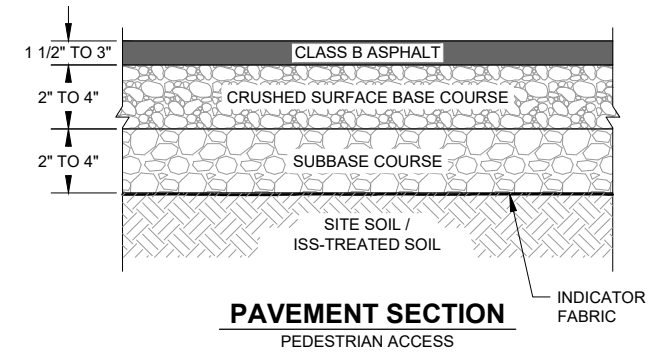 1 1/2" TO 3"
CLASS B ASPHALT
2" TO 4"
CRUSHED SURFACE BASE COURSE
2" TO 4"
SUBBASE COURSE
SITE SOIL /
ISS-TREATED SOIL
INDICATOR
FABRIC
PAVEMENT SECTION
PEDESTRIAN ACCESS